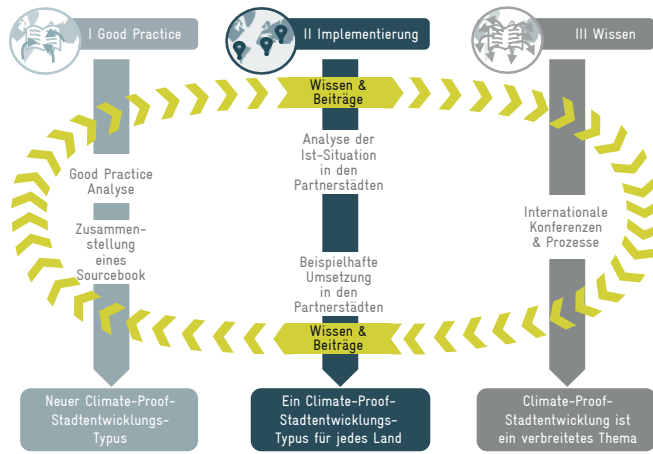 I Good Practice
II Implementierung
III Wissen
Wissen &
Beiträge
Good Practice
Analyse
Zusammen-
stellung
eines
Sourcebook
Analyse der
Ist-Situation
in den
Partnerstädten
Beispielhafte
Umsetzung
in den
Partnerstädten
Internationale
Konferenzen
& Prozesse
Wissen &
Beiträge
Neuer Climate-Proof-
Stadtentwicklungs-
Typus
Ein Climate-Proof-
Stadtentwicklungs-
Typus für jedes Land
Climate-Proof-
Stadtentwicklung ist
ein verbreitetes Thema